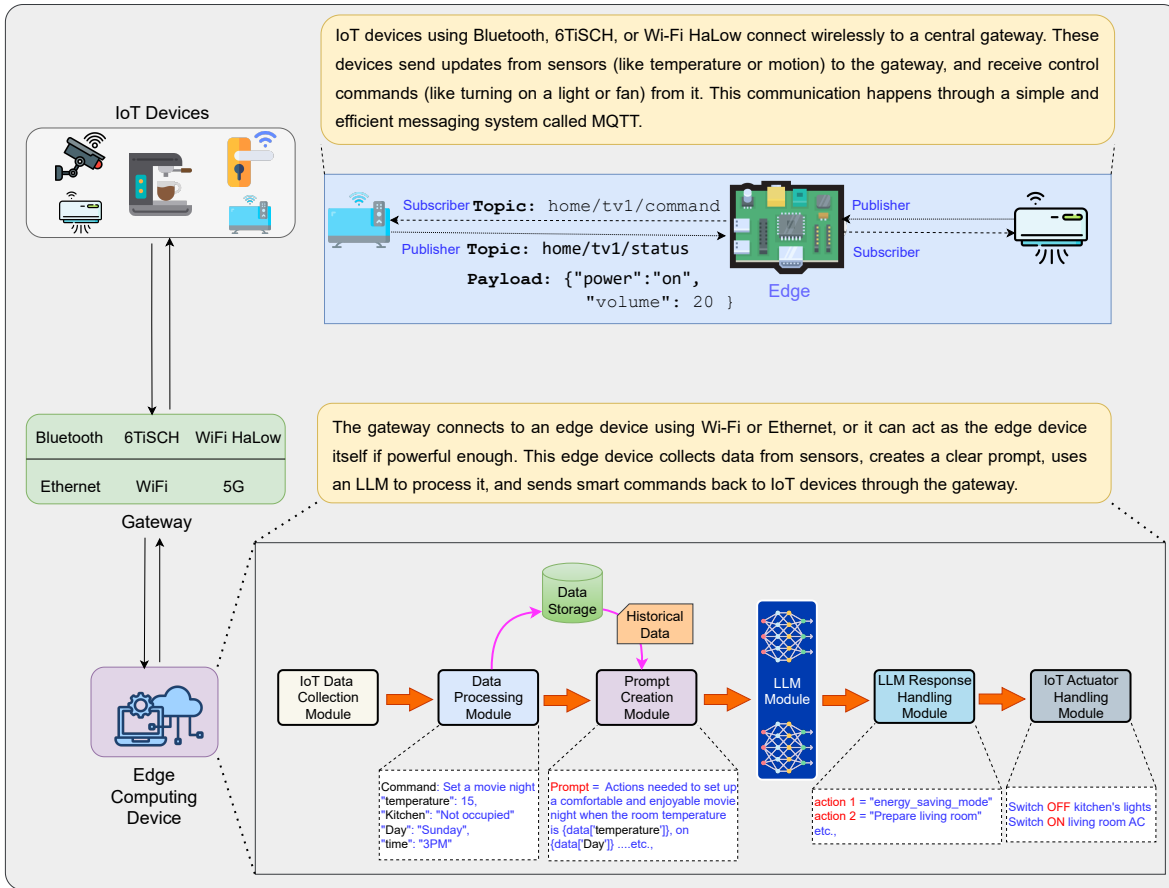 IoT devices using Bluetooth, 6TiSCH, or Wi-Fi HaLow connect wirelessly to a central gateway. These
devices send updates from sensors (like temperature or motion) to the gateway, and receive control
commands (like turning on a light or fan) from it. This communication happens through a simple and
efficient messaging system called MQTT.
IoT Devices
Subscriber Topic: home/tv1/command
Publisher Topic: home/tv1/status
Payload: {"power":"on",
"volume": 20 }
Edge
Publisher
Subscriber
Bluetooth 6TiSCH WiFi HaLow
Ethernet WiFi 5G
Gateway
The gateway connects to an edge device using Wi-Fi or Ethernet, or it can act as the edge device
itself if powerful enough. This edge device collects data from sensors, creates a clear prompt, uses
an LLM to process it, and sends smart commands back to IoT devices through the gateway.
Edge
Computing
Device
Data
Storage
Historical
Data
IoT Data
Collection
Module
Data
Processing
Module
Prompt
Creation
Module
LLM
Module
LLM Response
Handling
Module
IoT Actuator
Handling
Module
Command: Set a movie night
"temperature": 15,
"Kitchen": "Not occupied"
"Day": "Sunday",
"time": "3PM"
Prompt = Actions needed to set up
a comfortable and enjoyable movie
night when the room temperature
is {data['temperature']}, on
{data['Day']} ....etc.,
action 1 = "energy_saving_mode"
action 2 = "Prepare living room"
etc.,
Switch OFF kitchen's lights
Switch ON living room AC